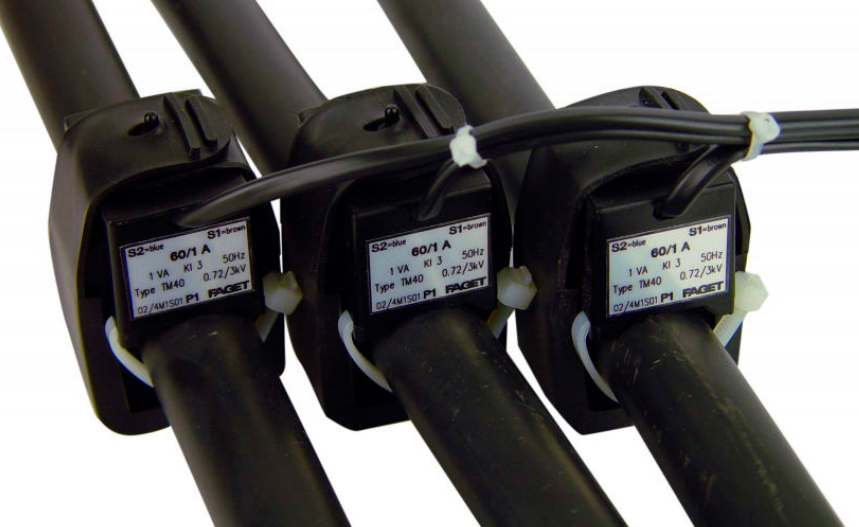 S2=blue S1=brown
60/1 A
1 VA Kl 3 50Hz
Type TM40 0.72/3kV
02/4M1S01 P1 FAGET
S2=blue S1=brown
60/1 A
1 VA Kl 3 50Hz
Type TM40 0.72/3kV
02/4M1S01 P1 FAGET
S2=blue S1=brown
60/1 A
1 VA Kl 3 50Hz
Type TM40 0.72/3kV
02/4M1S01 P1 FAGET